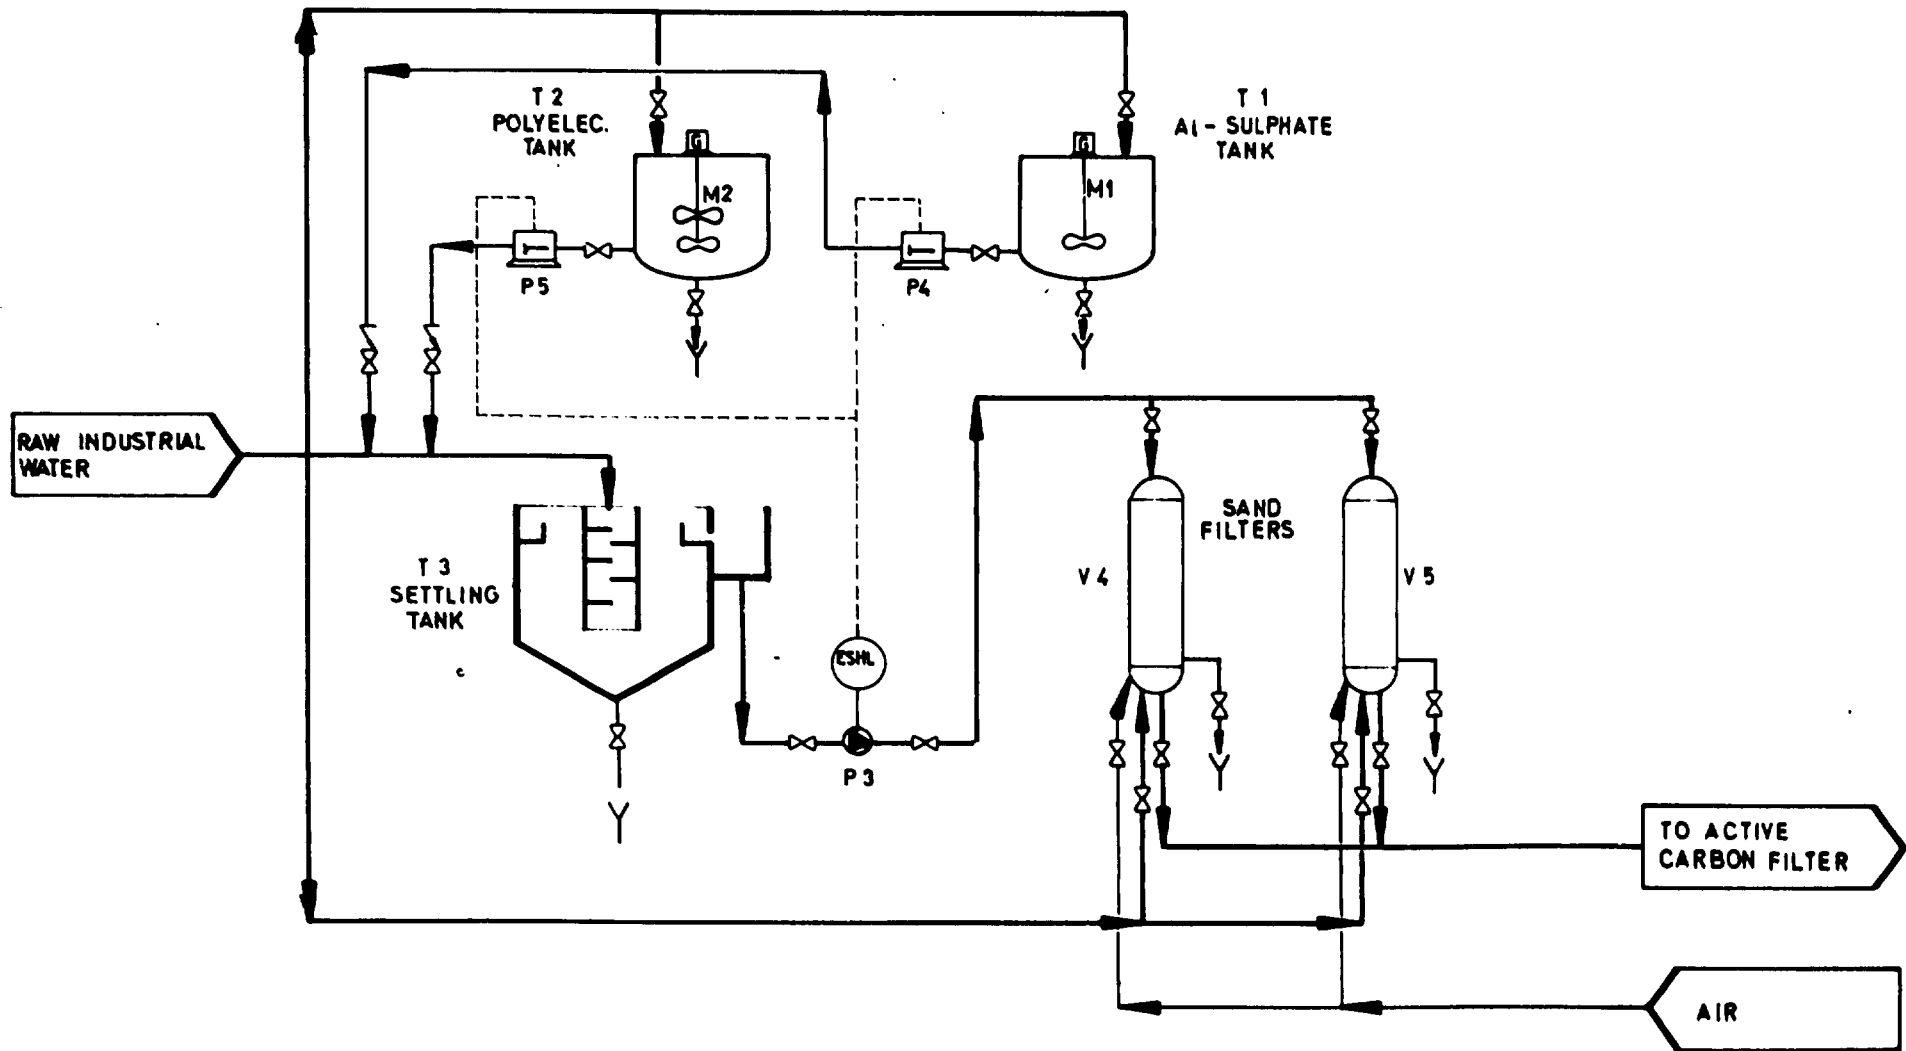 T 2
POLYELEC.
TANK
T 1
Al - SULPHATE
TANK
G
G
M2
M1
P5
P4
RAW INDUSTRIAL
WATER
SAND
FILTERS
T 3
SETTLING
TANK
V 4
V 5
ESHL
P 3
TO ACTIVE
CARBON FILTER
AIR